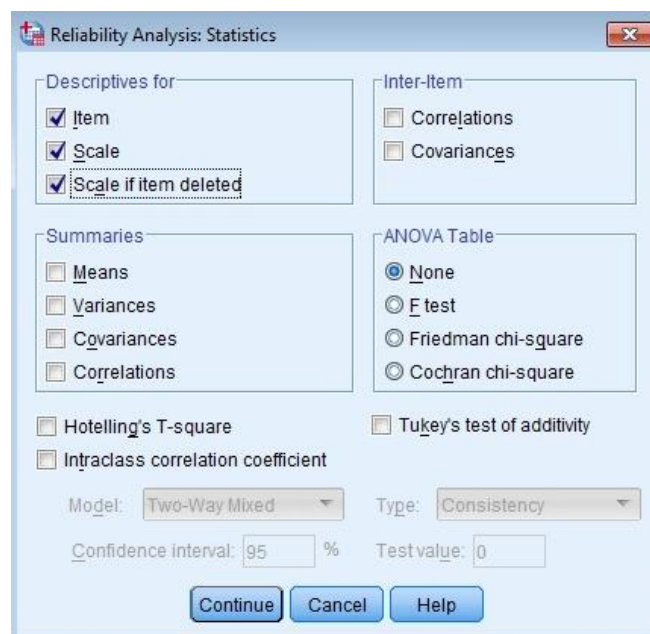 Reliability Analysis: Statistics
Descriptives for
Item
Scale
Scale if item deleted
Inter-Item
Correlations
Covariances
Summaries
Means
Variances
Covariances
Correlations
ANOVA Table
None
F test
Friedman chi-square
Cochran chi-square
Hotelling's T-square
Tukey's test of additivity
Intraclass correlation coefficient
Model: Two-Way Mixed
Type: Consistency
Confidence interval: 95 %
Test value: 0
Continue Cancel Help